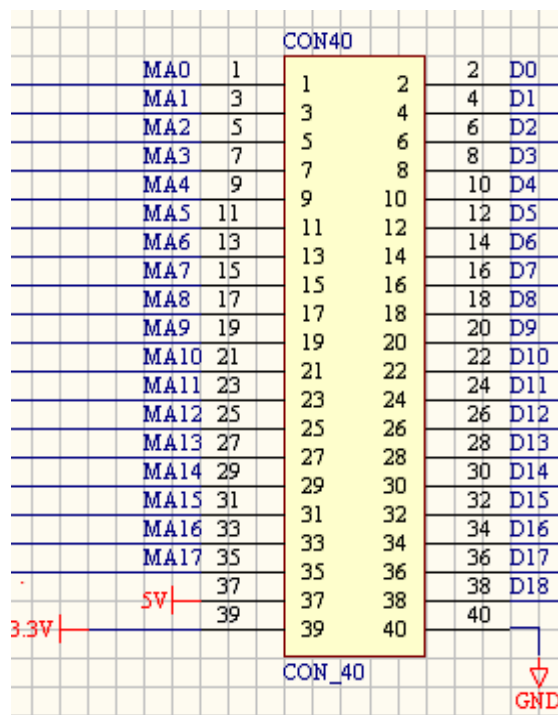 CON40
MA0 1 1 2 2 D0
MA1 3 3 4 4 D1
MA2 5 5 6 6 D2
MA3 7 7 8 8 D3
MA4 9 9 10 10 D4
MA5 11 11 12 12 D5
MA6 13 13 14 14 D6
MA7 15 15 16 16 D7
MA8 17 17 18 18 D8
MA9 19 19 20 20 D9
MA10 21 21 22 22 D10
MA11 23 23 24 24 D11
MA12 25 25 26 26 D12
MA13 27 27 28 28 D13
MA14 29 29 30 30 D14
MA15 31 31 32 32 D15
MA16 33 33 34 34 D16
MA17 35 35 36 36 D17
5V 37 37 38 38 D18
3.3V 39 39 40 40
CON_40
GND